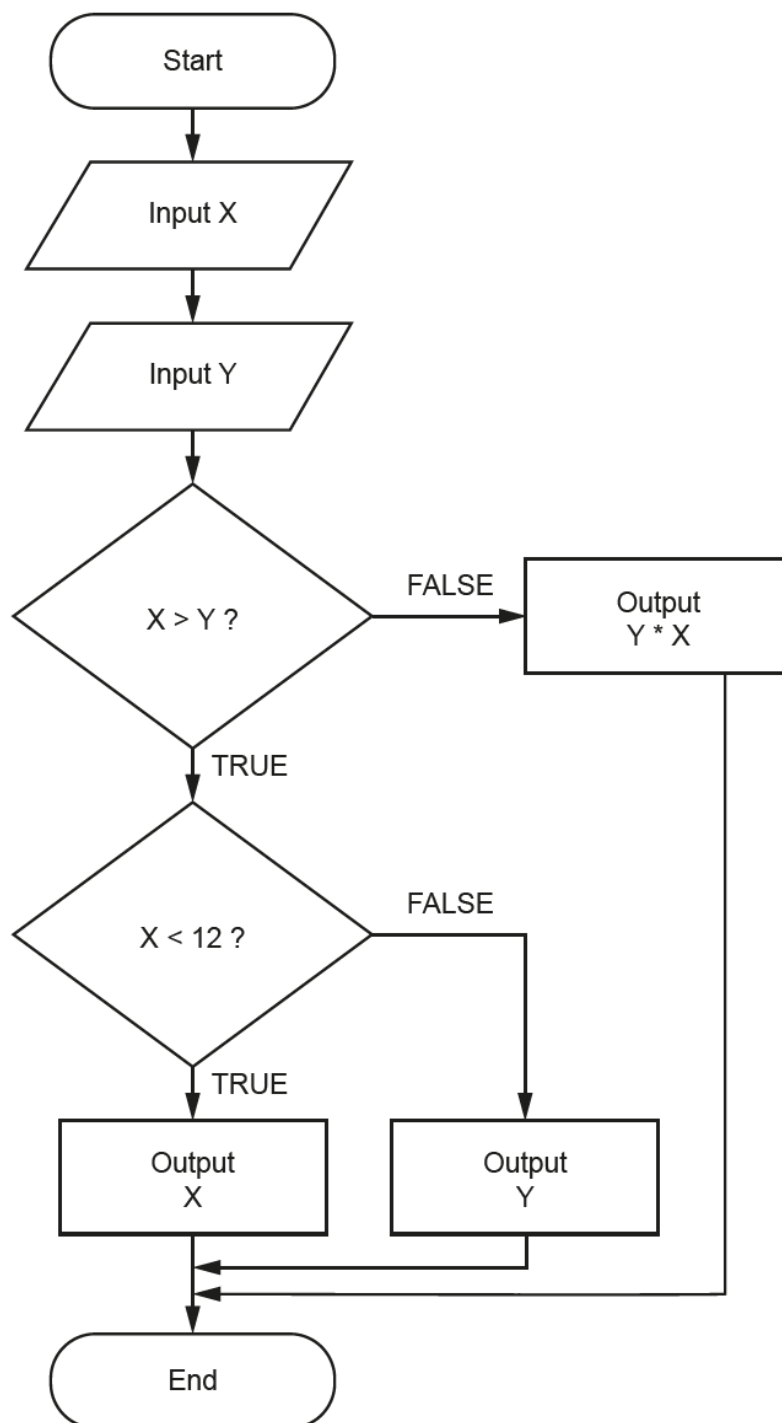 Start
Input X
Input Y
X > Y ?
FALSE
Output
Y * X
TRUE
X < 12 ?
FALSE
TRUE
Output
X
Output
Y
End